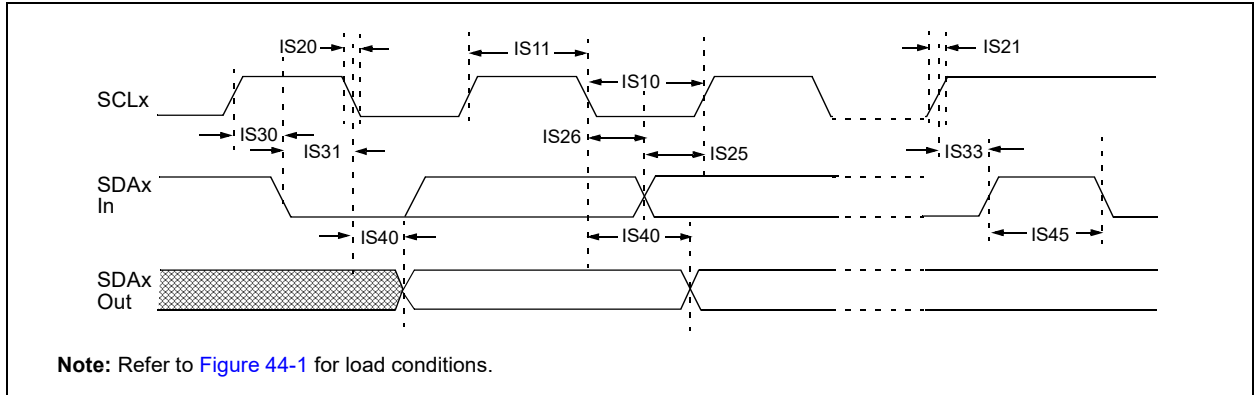 IS20
IS11
IS21
IS10
SCLx
IS30
IS26
IS31
IS25
IS33
SDAx
In
IS40
IS40
IS45
SDAx
Out
Note: Refer to Figure 44-1 for load conditions.